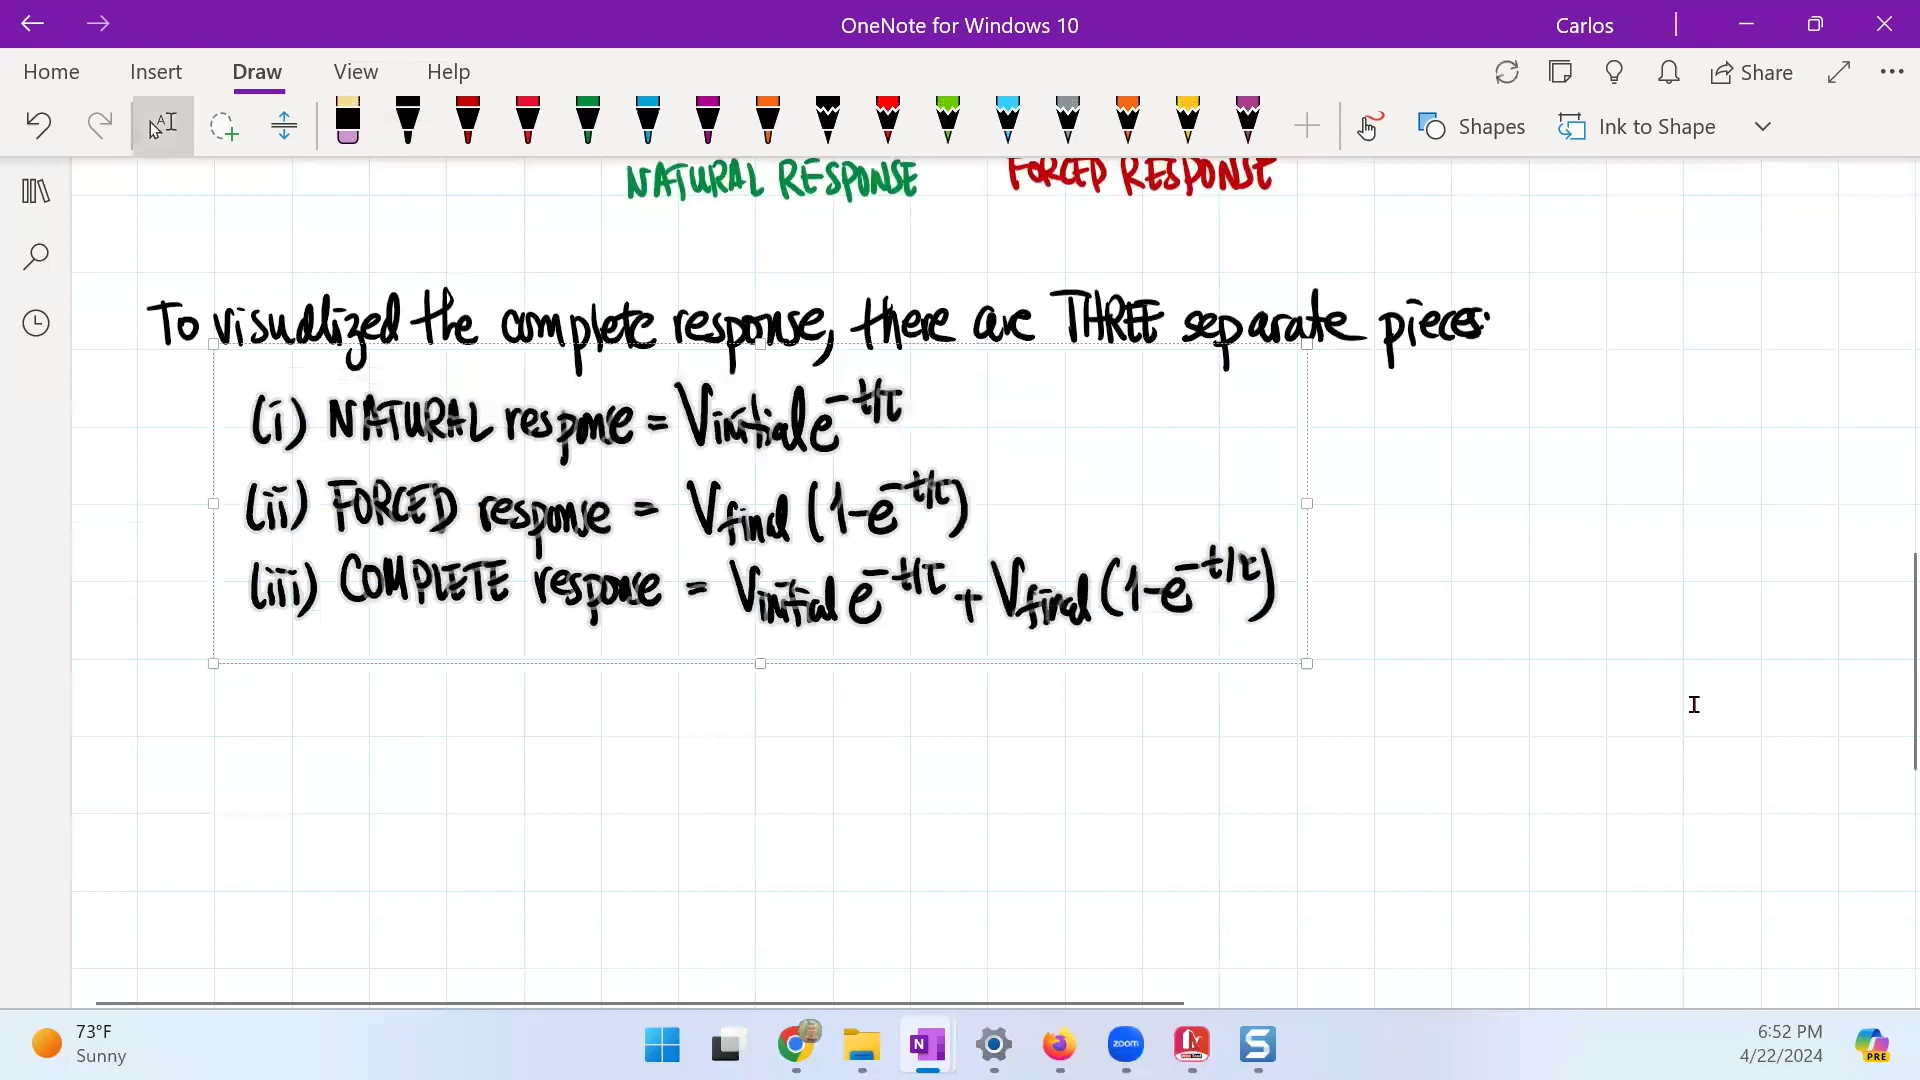 OneNote for Windows 10
Carlos
Home Insert Draw View Help
Share
Shapes Ink to Shape
NATURAL RESPONSE FORCED RESPONSE
To visualized the complete response, there are THREE separate pieces:
(i) NATURAL response = Vinitial e^-t/τ
(ii) FORCED response = Vfinal (1-e^-t/τ)
(iii) COMPLETE response = Vinitial e^-t/τ + Vfinal (1-e^-t/τ)
73°F
Sunny
N
zoom
S
6:52 PM
4/22/2024
PRE